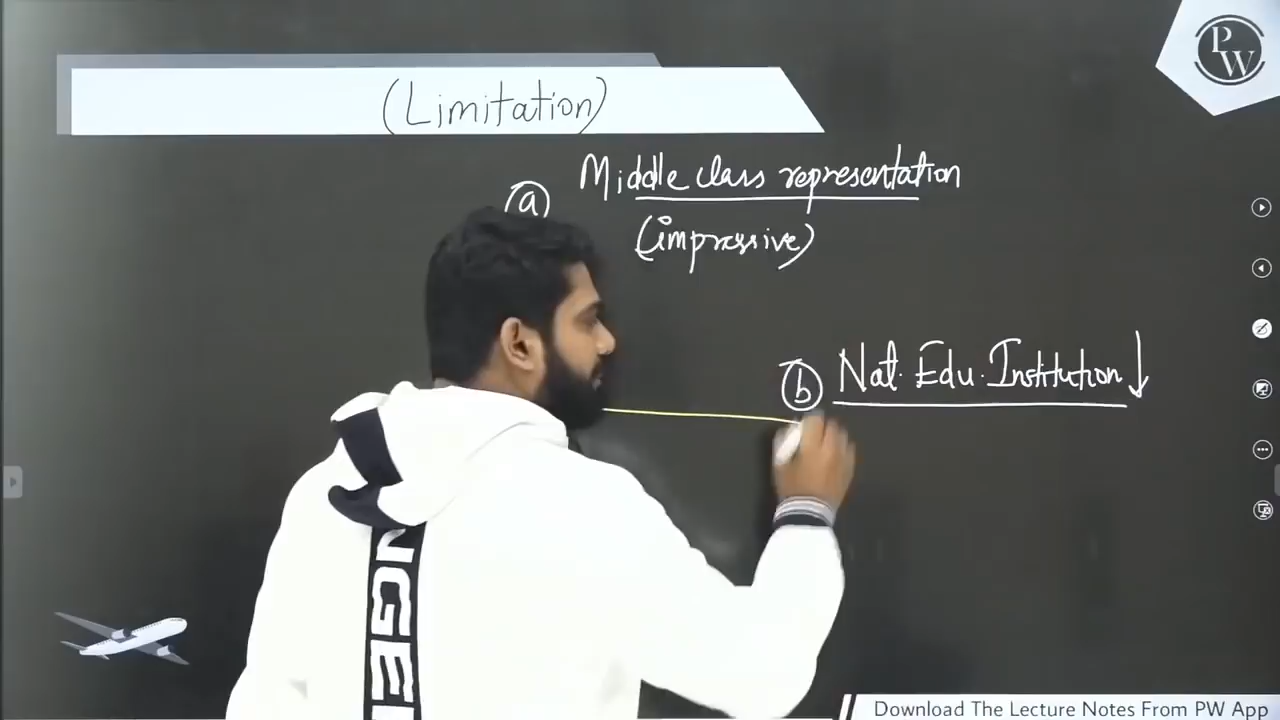 PW
(Limitation)
Middle class representation
a
(impressive)
b Nat. Edu. Institution ↓
Download The Lecture Notes From PW App